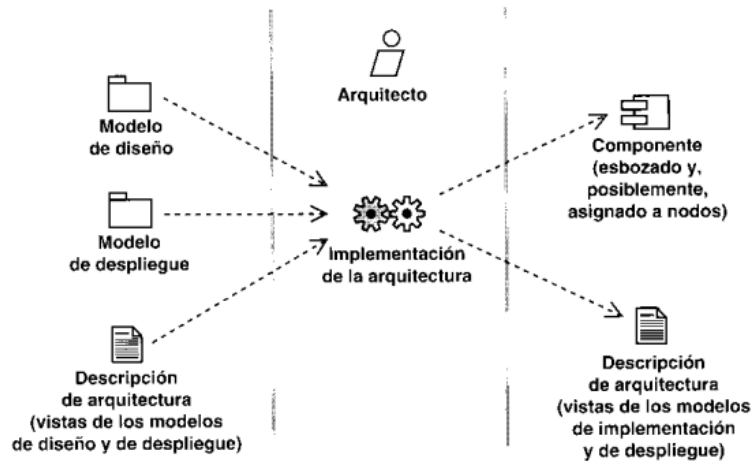 Arquitecto
Modelo
de diseño
Modelo
de despliegue
Descripción
de arquitectura
(vistas de los modelos
de diseño y de despliegue)
Implementación
de la arquitectura
Componente
(esbozado y,
posiblemente,
asignado a nodos)
Descripción
de arquitectura
(vistas de los modelos
de implementación
y de despliegue)